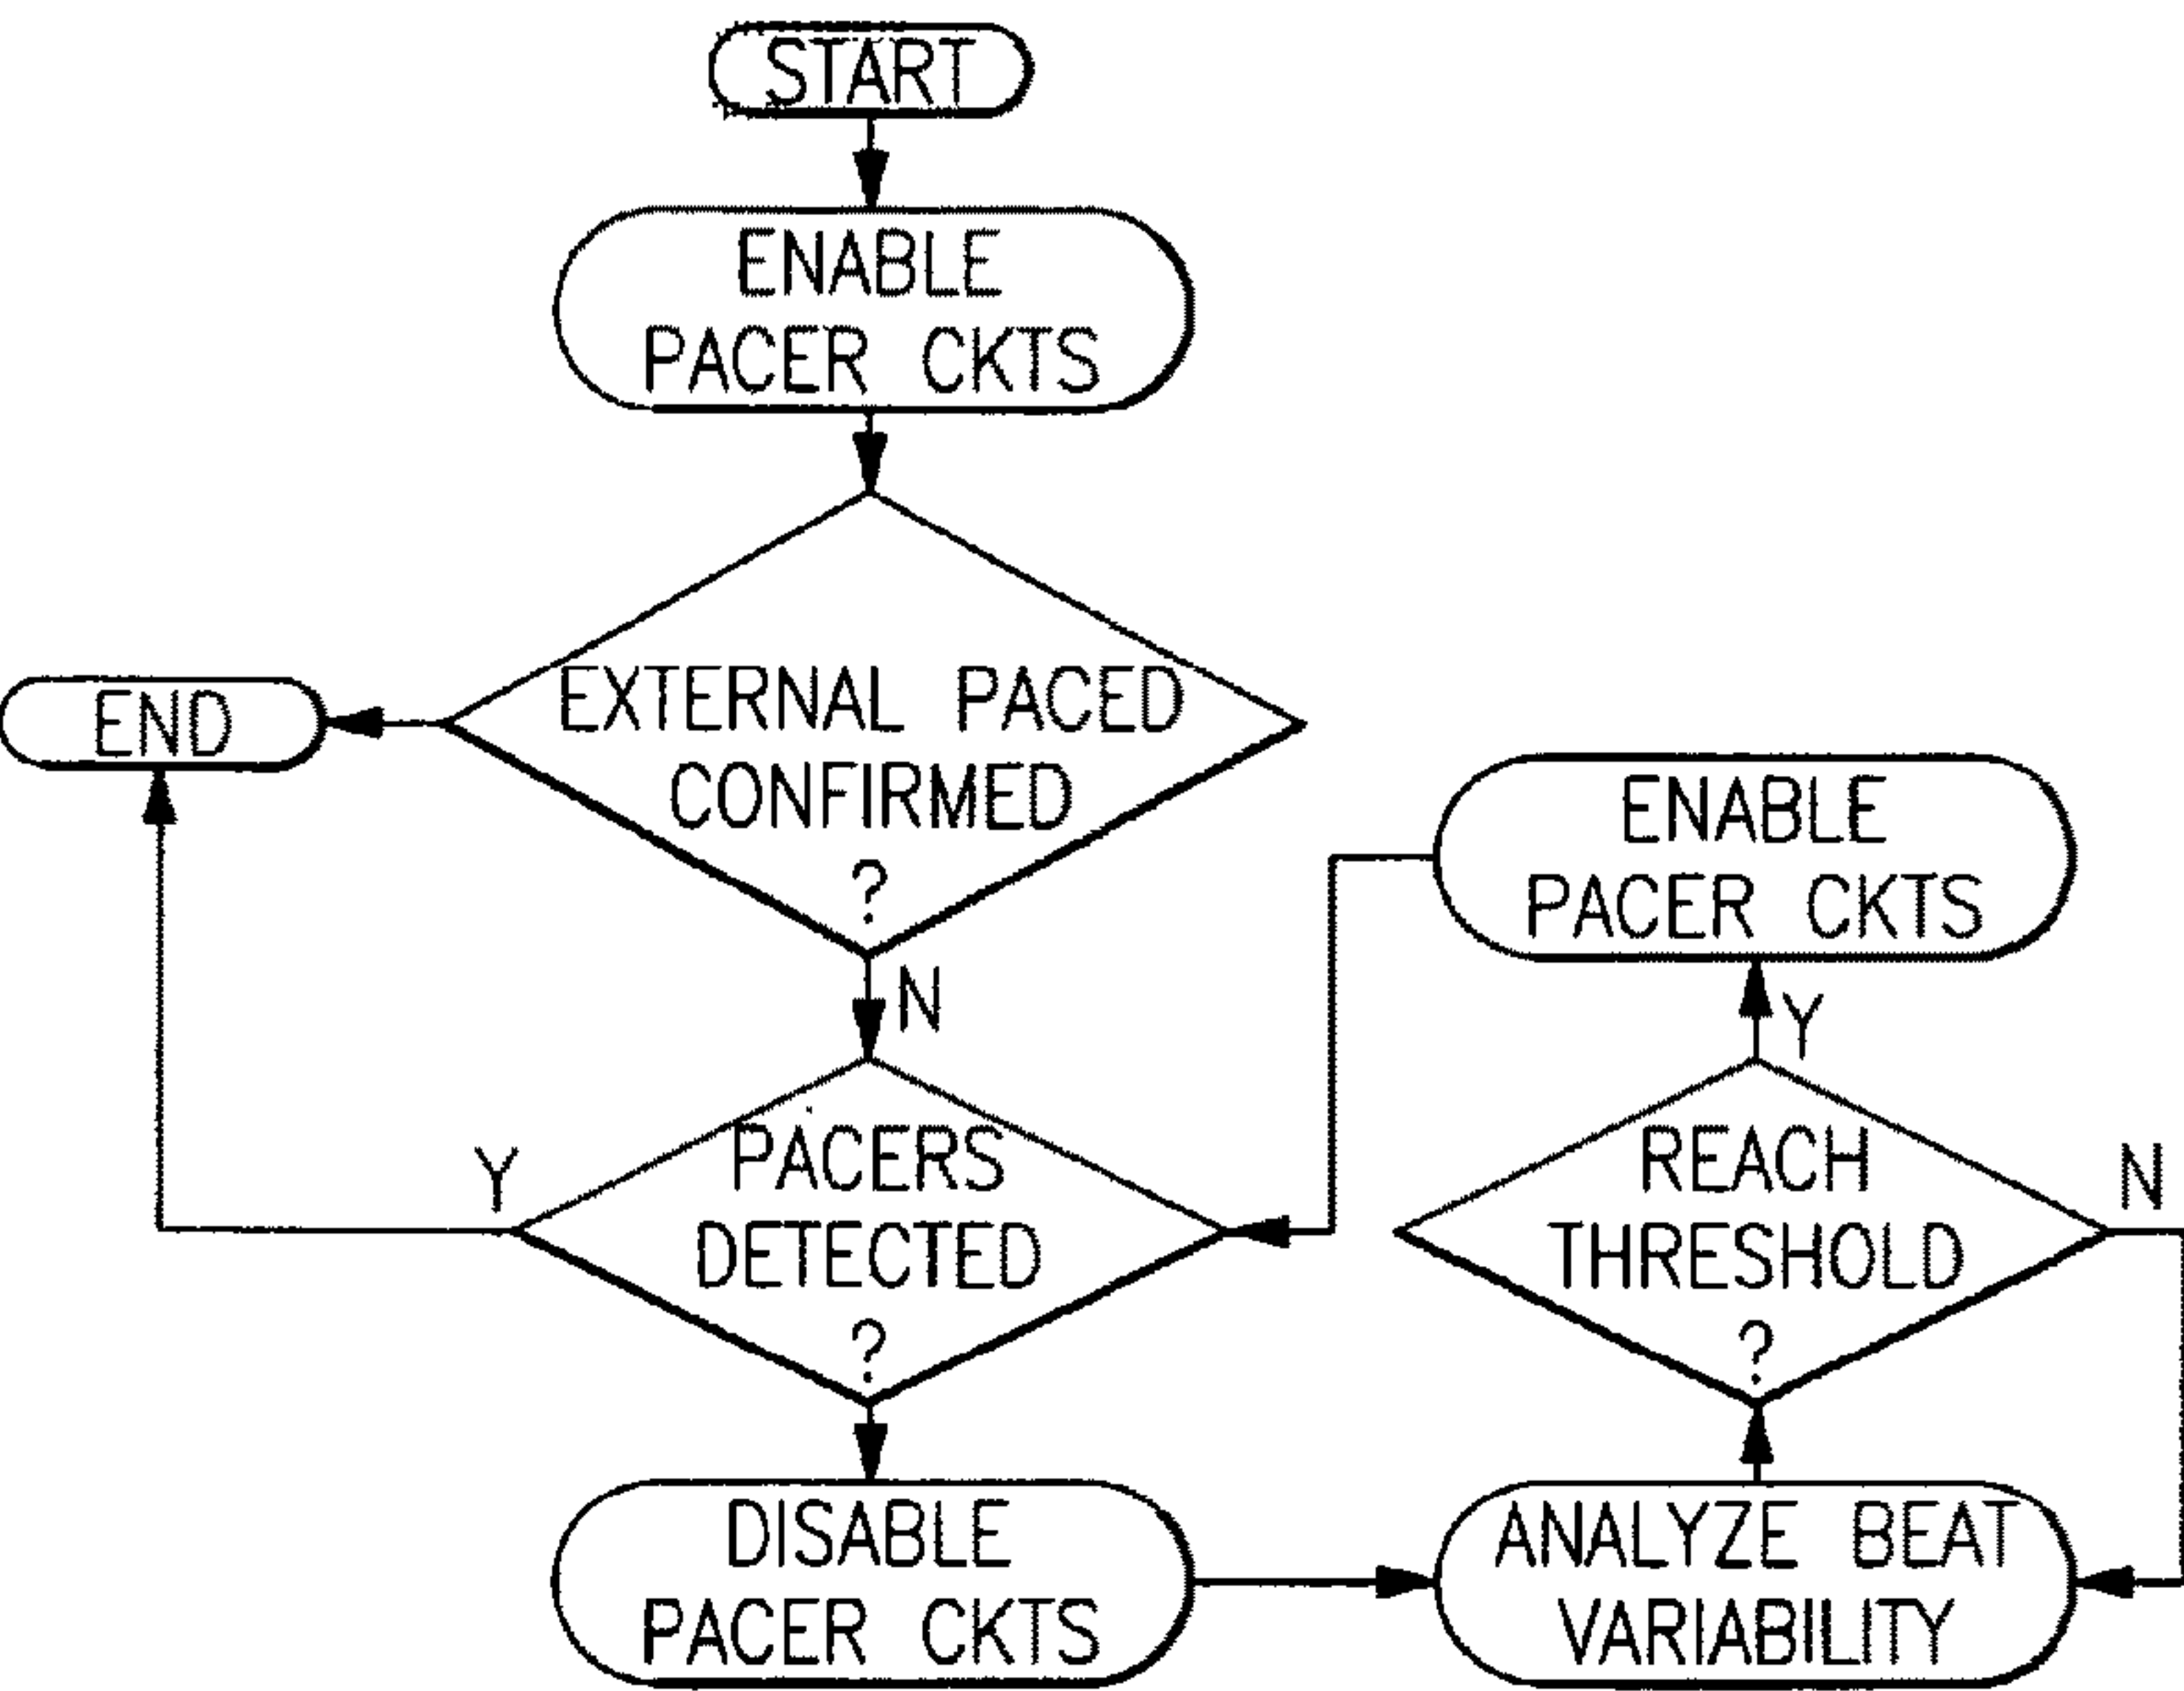 START
ENABLE
PACER CKTS
EXTERNAL PACED
CONFIRMED
?
END
N
PACERS
DETECTED
?
Y
DISABLE
PACER CKTS
ANALYZE BEAT
VARIABILITY
REACH
THRESHOLD
?
N
Y
ENABLE
PACER CKTS